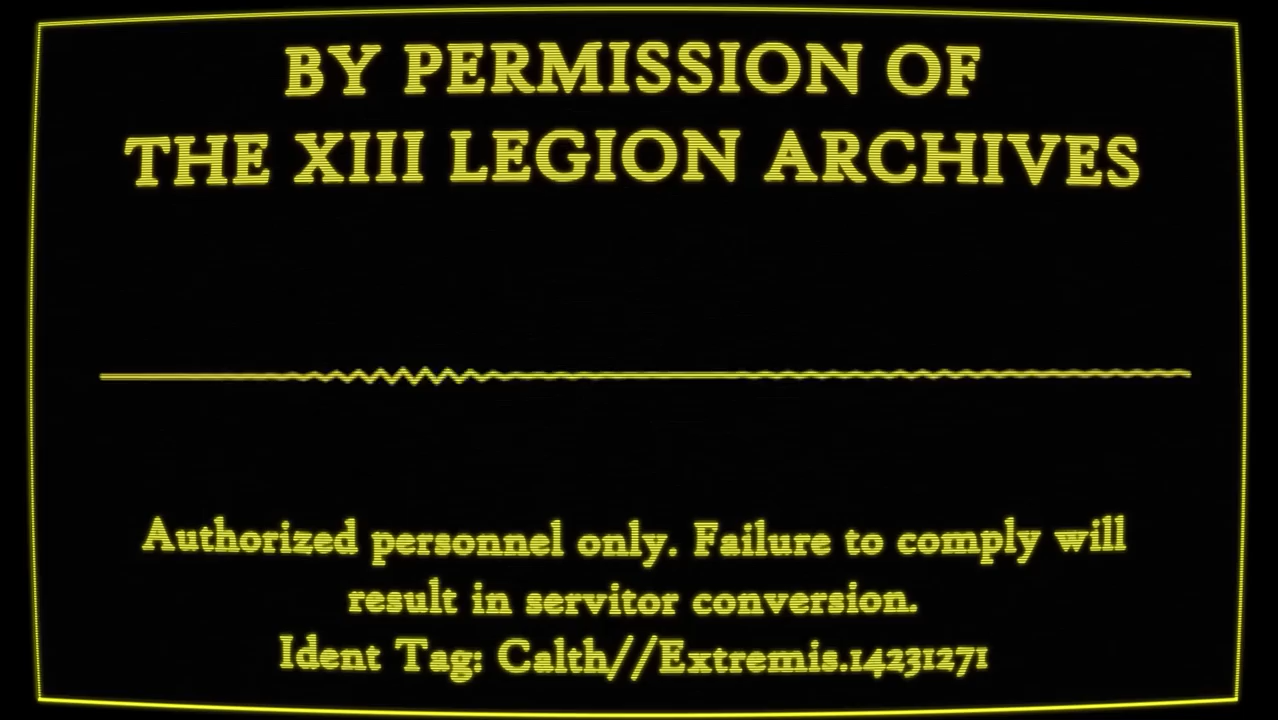 BY PERMISSION OF
THE XIII LEGION ARCHIVES
Authorized personnel only. Failure to comply will
result in servitor conversion.
Ident Tag: Calth//Extremis.14231271